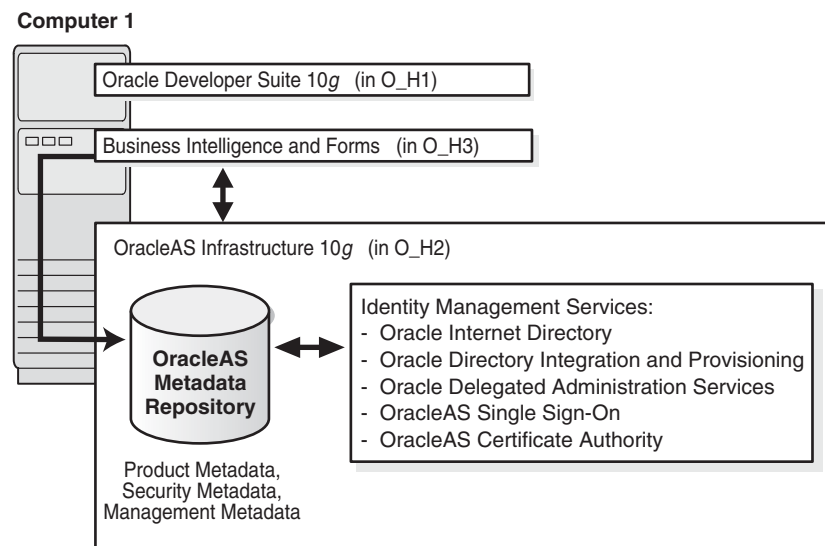 Computer 1
Oracle Developer Suite 10g (in O_H1)
Business Intelligence and Forms (in O_H3)
OracleAS Infrastructure 10g (in O_H2)
OracleAS
Metadata
Repository
Product Metadata,
Security Metadata,
Management Metadata
Identity Management Services:
- Oracle Internet Directory
- Oracle Directory Integration and Provisioning
- Oracle Delegated Administration Services
- OracleAS Single Sign-On
- OracleAS Certificate Authority